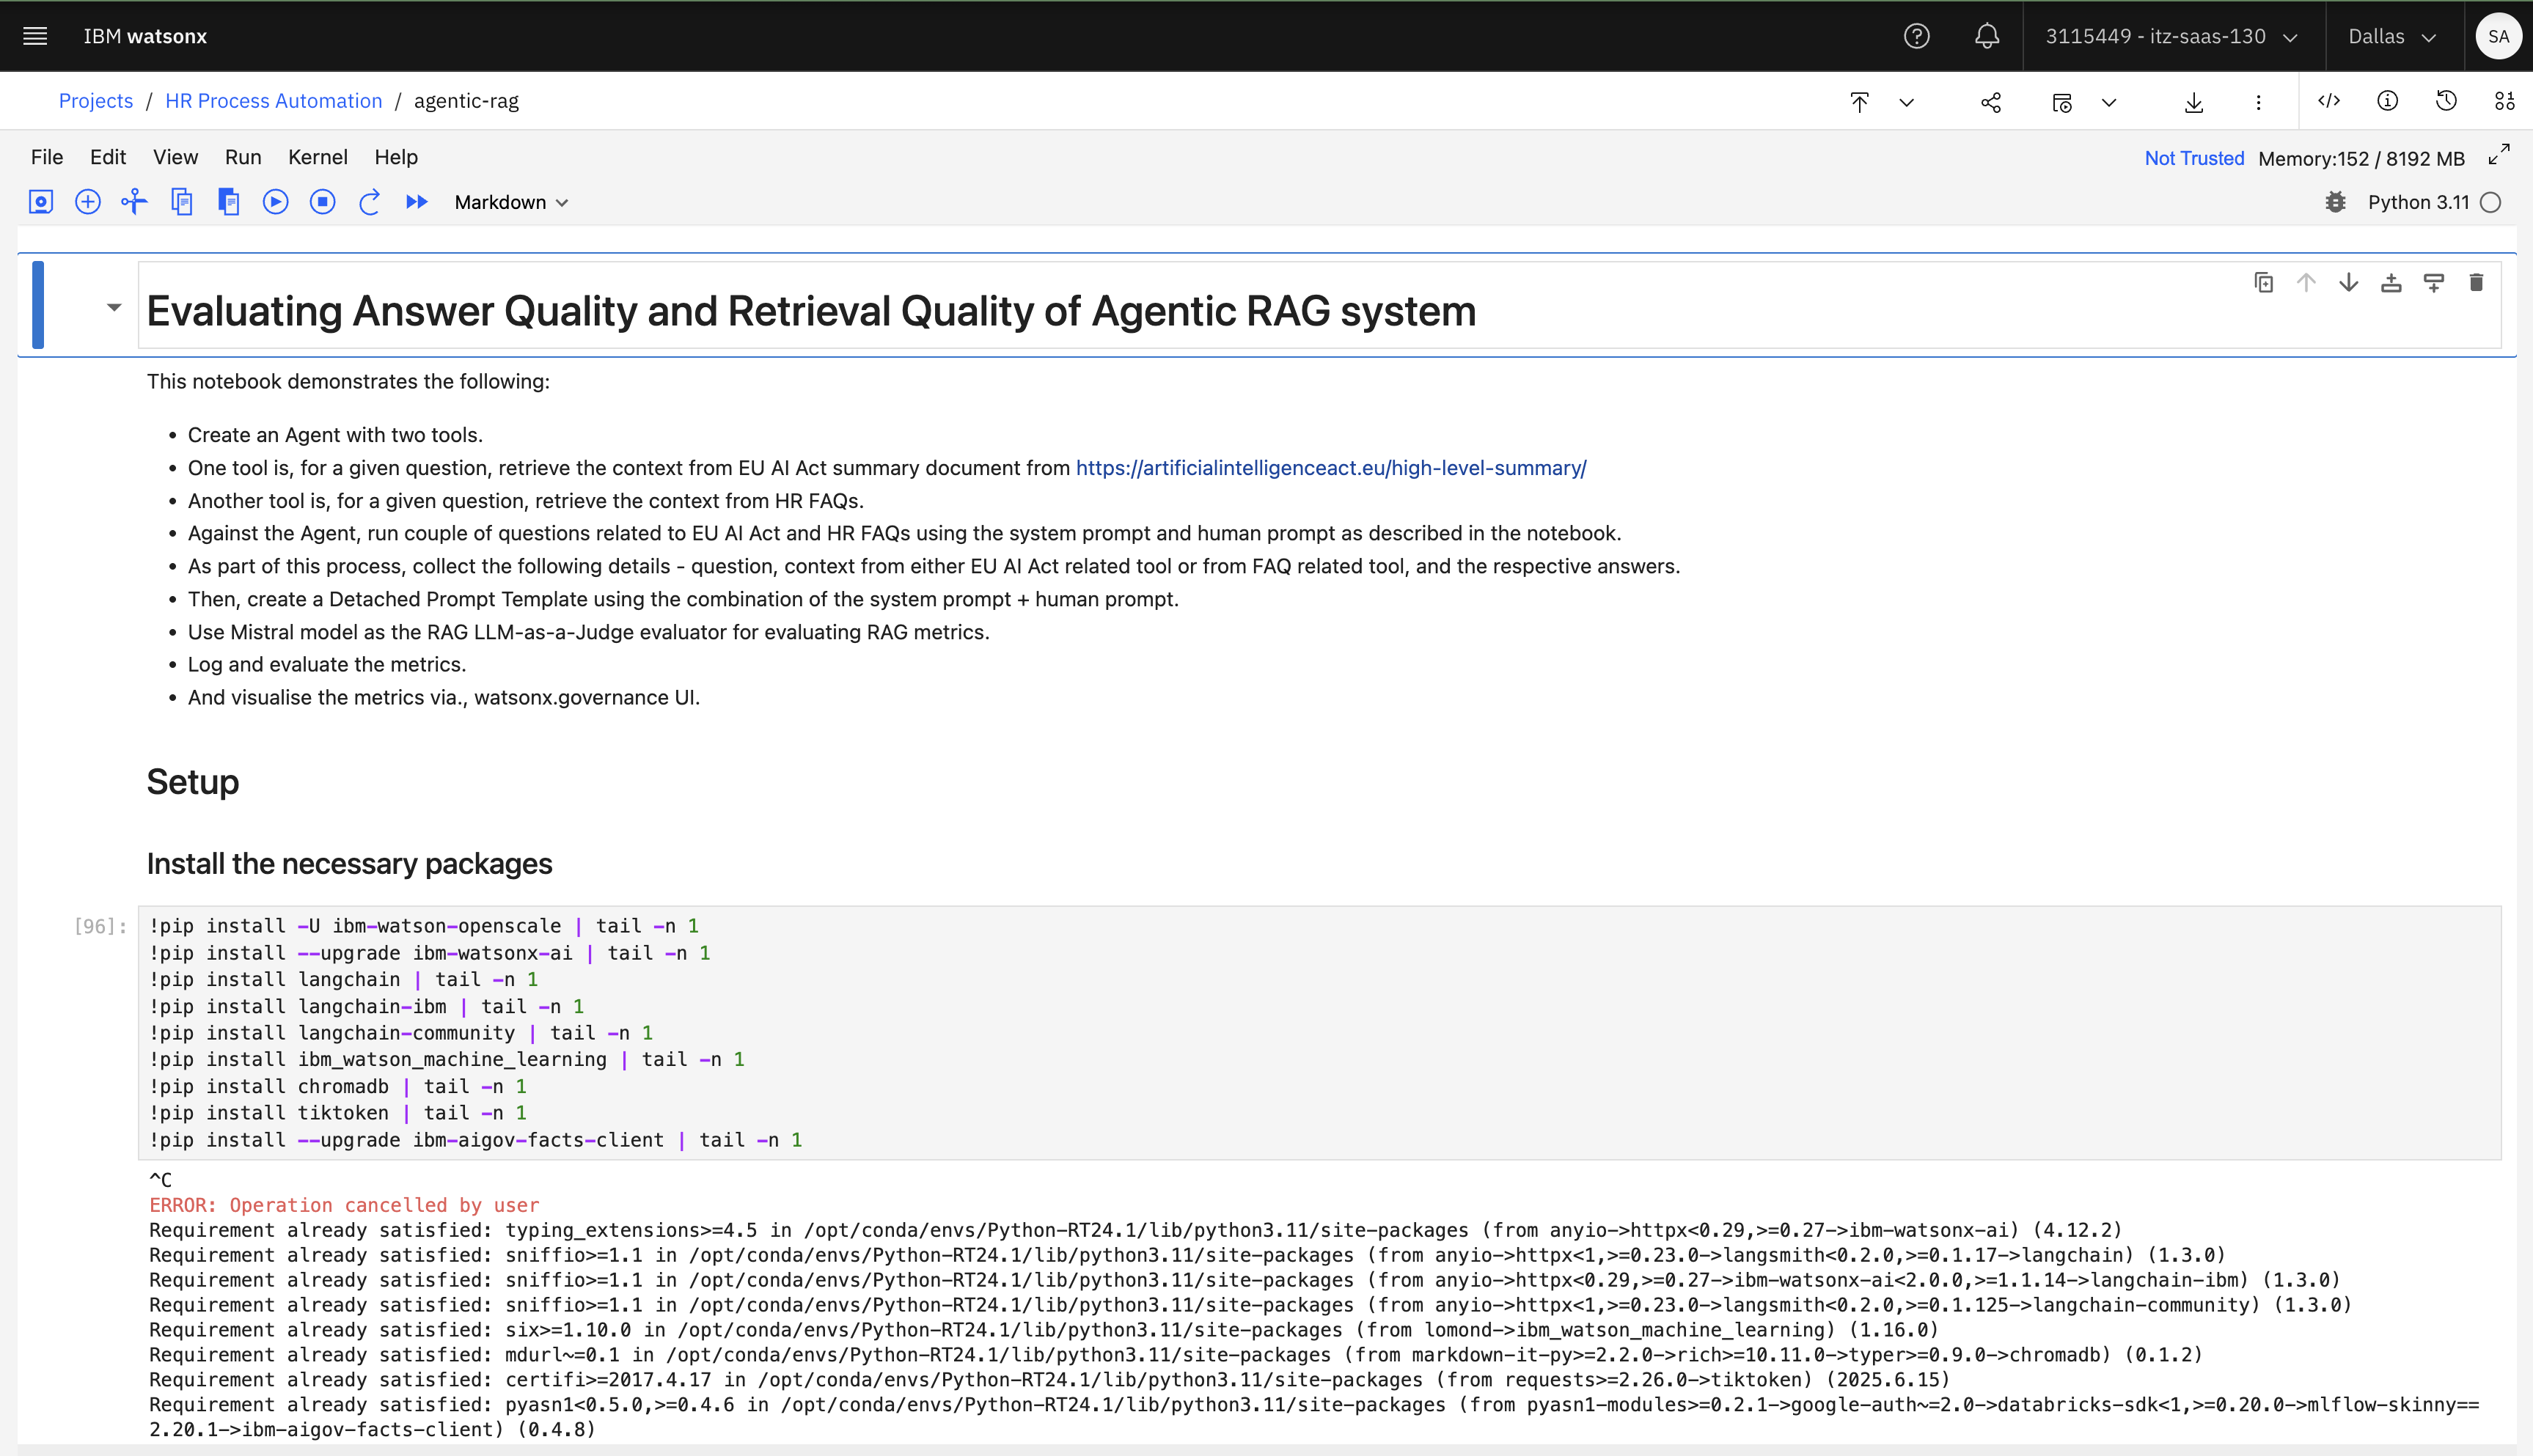 IBM watsonx
3115449 - itz-saas-130
Dallas
SA
Projects / HR Process Automation / agentic-rag
File Edit View Run Kernel Help
Not Trusted Memory:152 / 8192 MB
Markdown
Python 3.11
Evaluating Answer Quality and Retrieval Quality of Agentic RAG system
This notebook demonstrates the following:
• Create an Agent with two tools.
• One tool is, for a given question, retrieve the context from EU AI Act summary document from https://artificialintelligenceact.eu/high-level-summary/
• Another tool is, for a given question, retrieve the context from HR FAQs.
• Against the Agent, run couple of questions related to EU AI Act and HR FAQs using the system prompt and human prompt as described in the notebook.
• As part of this process, collect the following details - question, context from either EU AI Act related tool or from FAQ related tool, and the respective answers.
• Then, create a Detached Prompt Template using the combination of the system prompt + human prompt.
• Use Mistral model as the RAG LLM-as-a-Judge evaluator for evaluating RAG metrics.
• Log and evaluate the metrics.
• And visualise the metrics via., watsonx.governance UI.
Setup
Install the necessary packages
[96]:
!pip install -U ibm-watson-openscale | tail -n 1
!pip install --upgrade ibm-watsonx-ai | tail -n 1
!pip install langchain | tail -n 1
!pip install langchain-ibm | tail -n 1
!pip install langchain-community | tail -n 1
!pip install ibm_watson_machine_learning | tail -n 1
!pip install chromadb | tail -n 1
!pip install tiktoken | tail -n 1
!pip install --upgrade ibm-aigov-facts-client | tail -n 1
^C
ERROR: Operation cancelled by user
Requirement already satisfied: typing_extensions>=4.5 in /opt/conda/envs/Python-RT24.1/lib/python3.11/site-packages (from anyio->httpx<0.29,>=0.27->ibm-watsonx-ai) (4.12.2)
Requirement already satisfied: sniffio>=1.1 in /opt/conda/envs/Python-RT24.1/lib/python3.11/site-packages (from anyio->httpx<1,>=0.23.0->langsmith<0.2.0,>=0.1.17->langchain) (1.3.0)
Requirement already satisfied: sniffio>=1.1 in /opt/conda/envs/Python-RT24.1/lib/python3.11/site-packages (from anyio->httpx<0.29,>=0.27->ibm-watsonx-ai<2.0.0,>=1.1.14->langchain-ibm) (1.3.0)
Requirement already satisfied: sniffio>=1.1 in /opt/conda/envs/Python-RT24.1/lib/python3.11/site-packages (from anyio->httpx<1,>=0.23.0->langsmith<0.2.0,>=0.1.125->langchain-community) (1.3.0)
Requirement already satisfied: six>=1.10.0 in /opt/conda/envs/Python-RT24.1/lib/python3.11/site-packages (from lomond->ibm_watson_machine_learning) (1.16.0)
Requirement already satisfied: mdurl~=0.1 in /opt/conda/envs/Python-RT24.1/lib/python3.11/site-packages (from markdown-it-py>=2.2.0->rich>=10.11.0->typer>=0.9.0->chromadb) (0.1.2)
Requirement already satisfied: certifi>=2017.4.17 in /opt/conda/envs/Python-RT24.1/lib/python3.11/site-packages (from requests>=2.26.0->tiktoken) (2025.6.15)
Requirement already satisfied: pyasn1<0.5.0,>=0.4.6 in /opt/conda/envs/Python-RT24.1/lib/python3.11/site-packages (from pyasn1-modules>=0.2.1->google-auth~=2.0->databricks-sdk<1,>=0.20.0->mlflow-skinny==
2.20.1->ibm-aigov-facts-client) (0.4.8)